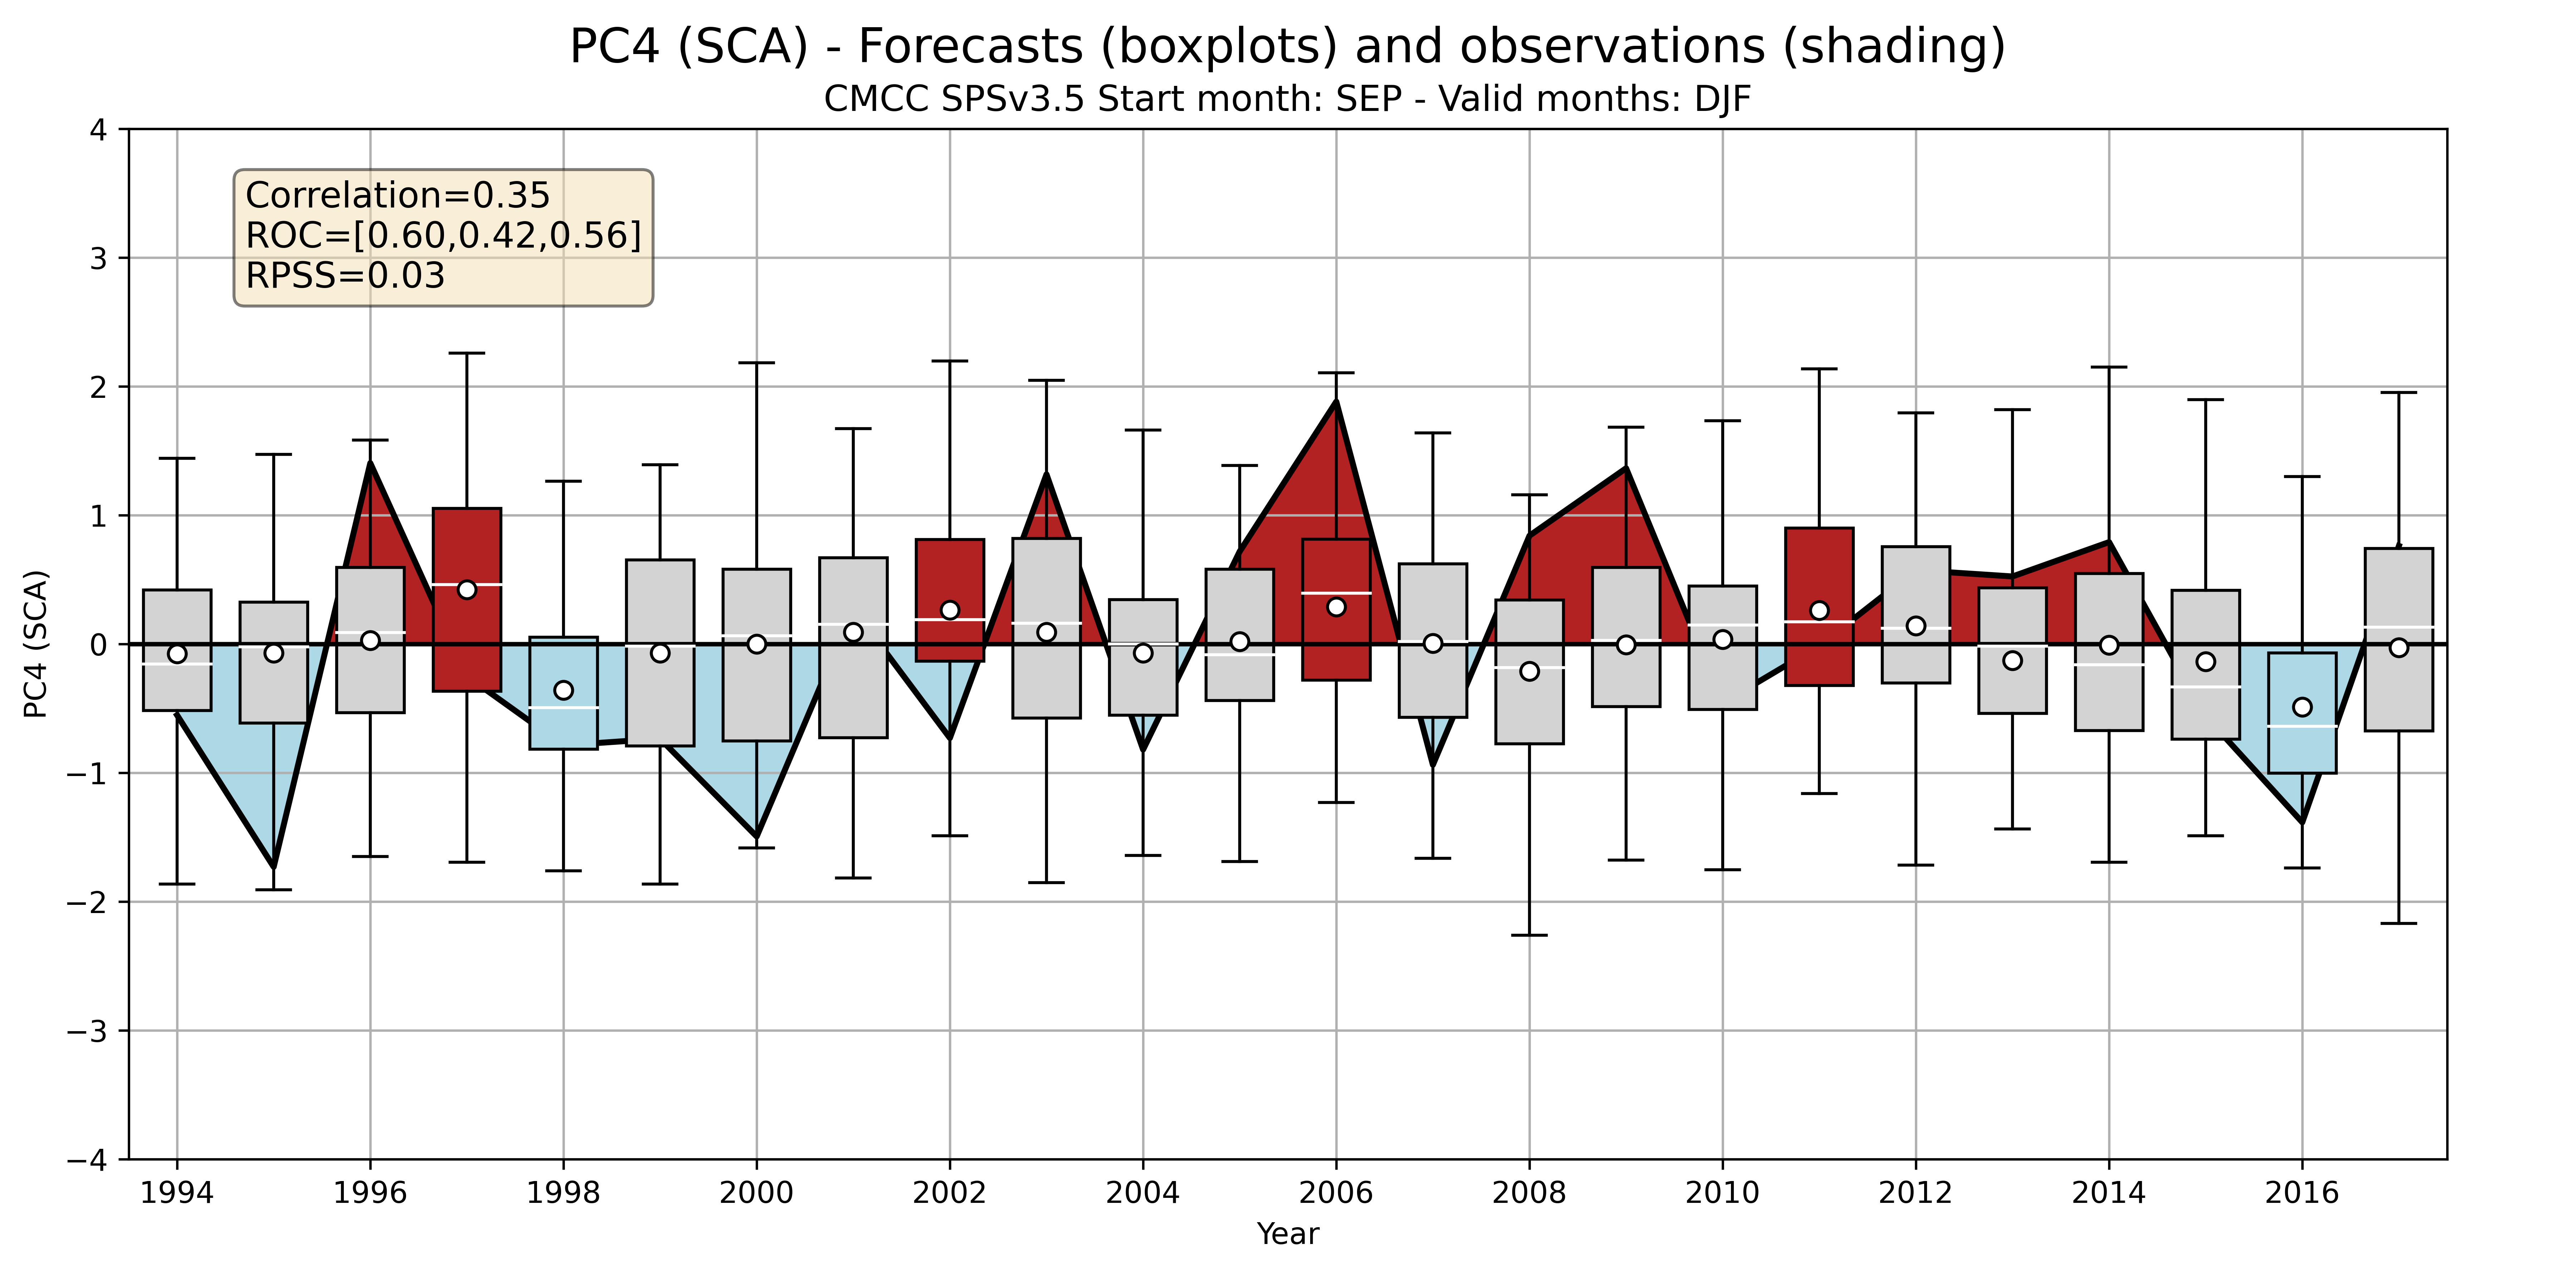 PC4 (SCA) - Forecasts (boxplots) and observations (shading)
CMCC SPSv3.5 Start month: SEP - Valid months: DJF
Correlation=0.35
ROC=[0.60,0.42,0.56]
RPSS=0.03
PC4 (SCA)
4
3
2
1
0
−1
−2
−3
−4
1994 1996 1998 2000 2002 2004 2006 2008 2010 2012 2014 2016
Year